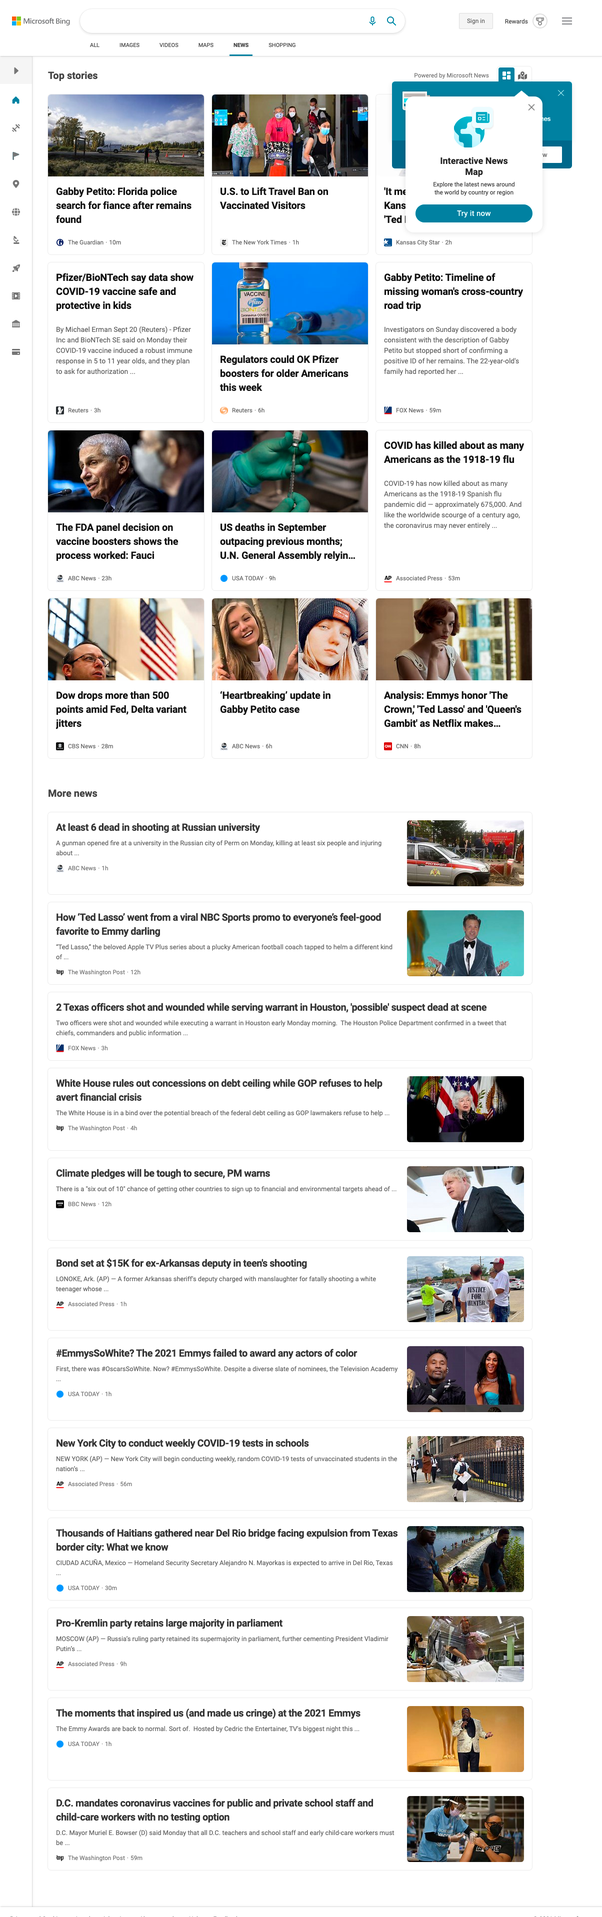 Microsoft Bing
Sign in
Rewards
ALL
IMAGES
VIDEOS
MAPS
NEWS
SHOPPING
Top stories
Powered by Microsoft News
Interactive News
Map
Explore the latest news around
the world by country or region
Try it now
Gabby Petito: Florida police
search for fiance after remains
found
The Guardian · 10m
U.S. to Lift Travel Ban on
Vaccinated Visitors
The New York Times · 1h
'It me
Kans
'Ted
Kansas City Star · 2h
Pfizer/BioNTech say data show
COVID-19 vaccine safe and
protective in kids
By Michael Erman Sept 20 (Reuters) - Pfizer
Inc and BioNTech SE said on Monday their
COVID-19 vaccine induced a robust immune
response in 5 to 11 year olds, and they plan
to ask for authorization ...
Reuters · 3h
VACCINE
Regulators could OK Pfizer
boosters for older Americans
this week
Reuters · 6h
Gabby Petito: Timeline of
missing woman's cross-country
road trip
Investigators on Sunday discovered a body
consistent with the description of Gabby
Petito but stopped short of confirming a
positive ID of her remains. The 22-year-old's
family had reported her ...
FOX News · 59m
The FDA panel decision on
vaccine boosters shows the
process worked: Fauci
ABC News · 23h
US deaths in September
outpacing previous months;
U.N. General Assembly relyin...
USA TODAY · 9h
COVID has killed about as many
Americans as the 1918-19 flu
COVID-19 has now killed about as many
Americans as the 1918-19 Spanish flu
pandemic did — approximately 675,000. And
like the worldwide scourge of a century ago,
the coronavirus may never entirely ...
AP Associated Press · 53m
Dow drops more than 500
points amid Fed, Delta variant
jitters
CBS News · 28m
'Heartbreaking' update in
Gabby Petito case
ABC News · 6h
Analysis: Emmys honor 'The
Crown,' 'Ted Lasso' and 'Queen's
Gambit' as Netflix makes...
CNN · 8h
More news
At least 6 dead in shooting at Russian university
A gunman opened fire at a university in the Russian city of Perm on Monday, killing at least six people and injuring
about ...
ABC News · 1h
How 'Ted Lasso' went from a viral NBC Sports promo to everyone's feel-good
favorite to Emmy darling
"Ted Lasso," the beloved Apple TV Plus series about a plucky American football coach tapped to helm a different kind
of ...
wp The Washington Post · 12h
2 Texas officers shot and wounded while serving warrant in Houston, 'possible' suspect dead at scene
Two officers were shot and wounded while executing a warrant in Houston early Monday morning. The Houston Police Department confirmed in a tweet that
chiefs, commanders and public information ...
FOX News · 3h
White House rules out concessions on debt ceiling while GOP refuses to help
avert financial crisis
The White House is in a bind over the potential breach of the federal debt ceiling as GOP lawmakers refuse to help ...
wp The Washington Post · 4h
Climate pledges will be tough to secure, PM warns
There is a "six out of 10" chance of getting other countries to sign up to financial and environmental targets ahead of ...
BBC News · 12h
Bond set at $15K for ex-Arkansas deputy in teen's shooting
LONOKE, Ark. (AP) — A former Arkansas sheriff's deputy charged with manslaughter for fatally shooting a white
teenager whose ...
AP Associated Press · 1h
JUSTICE
FOR
HUNTER
#EmmysSoWhite? The 2021 Emmys failed to award any actors of color
First, there was #OscarsSoWhite. Now? #EmmysSoWhite. Despite a diverse slate of nominees, the Television Academy
...
USA TODAY · 1h
New York City to conduct weekly COVID-19 tests in schools
NEW YORK (AP) — New York City will begin conducting weekly, random COVID-19 tests of unvaccinated students in the
nation's ...
AP Associated Press · 56m
Thousands of Haitians gathered near Del Rio bridge facing expulsion from Texas
border city: What we know
CIUDAD ACUÑA, Mexico — Homeland Security Secretary Alejandro N. Mayorkas is expected to arrive in Del Rio, Texas
...
USA TODAY · 30m
Pro-Kremlin party retains large majority in parliament
MOSCOW (AP) — Russia's ruling party retained its supermajority in parliament, further cementing President Vladimir
Putin's ...
AP Associated Press · 9h
The moments that inspired us (and made us cringe) at the 2021 Emmys
The Emmy Awards are back to normal. Sort of. Hosted by Cedric the Entertainer, TV's biggest night this ...
USA TODAY · 1h
D.C. mandates coronavirus vaccines for public and private school staff and
child-care workers with no testing option
D.C. Mayor Muriel E. Bowser (D) said Monday that all D.C. teachers and school staff and early child-care workers must
be ...
wp The Washington Post · 59m